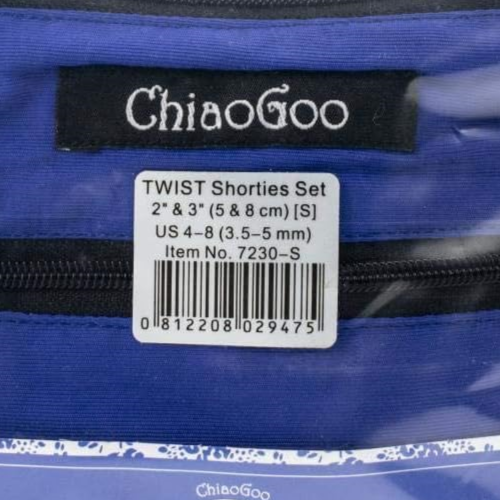 ChiaoGoo
TWIST Shorties Set
2" & 3" (5 & 8 cm) [S]
US 4-8 (3.5-5 mm)
Item No. 7230-S
0 812208 029475
ChiaoGoo